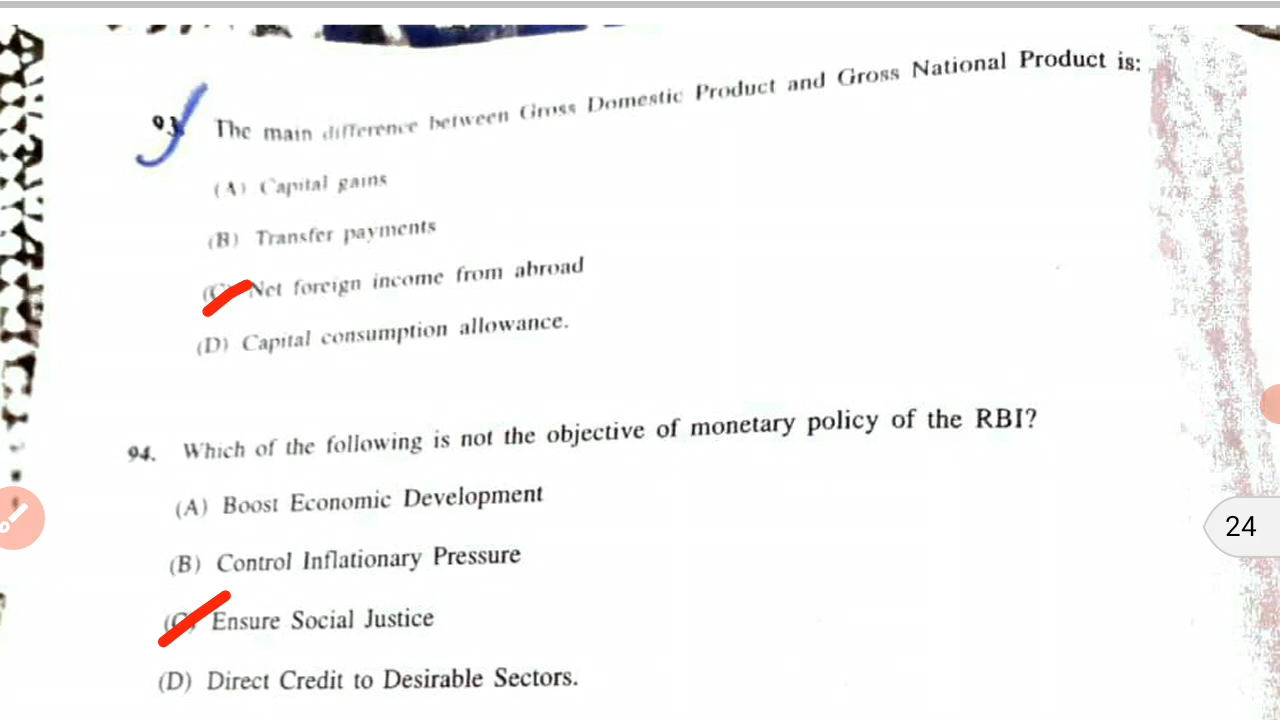 93. The main difference between Gross Domestic Product and Gross National Product is:
(A) Capital gains
(B) Transfer payments
(C) Net foreign income from abroad
(D) Capital consumption allowance.
94. Which of the following is not the objective of monetary policy of the RBI?
(A) Boost Economic Development
(B) Control Inflationary Pressure
(C) Ensure Social Justice
(D) Direct Credit to Desirable Sectors.
24